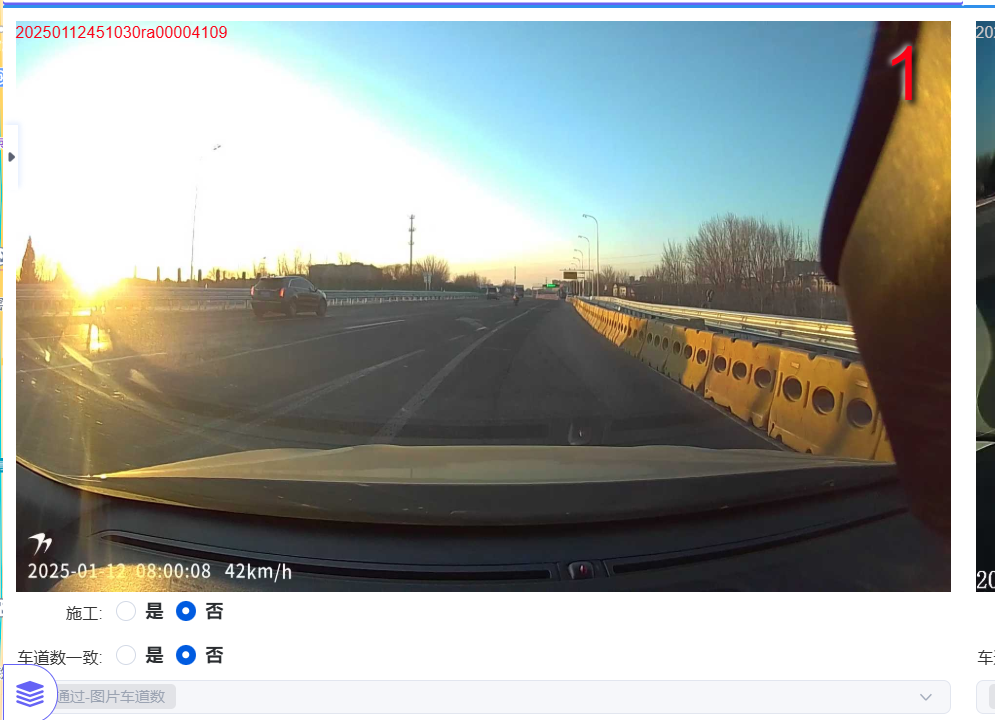 20250112451030ra00004109
1
2025-01-12 08:00:08 42km/h
施工: 是 否
车道数一致: 是 否
通过-图片车道数